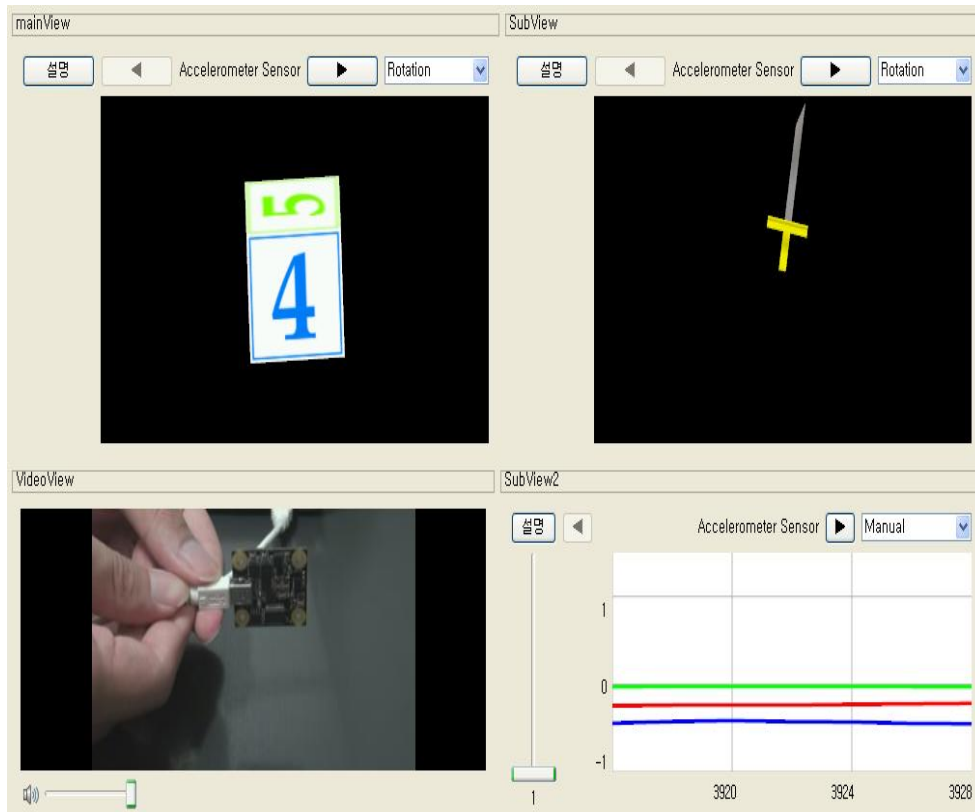 mainView
설명 Accelerometer Sensor Rotation
5
4
SubView
설명 Accelerometer Sensor Rotation
VideoView
SubView2
설명 Accelerometer Sensor Manual
1
0
-1
3920 3924 3928
1